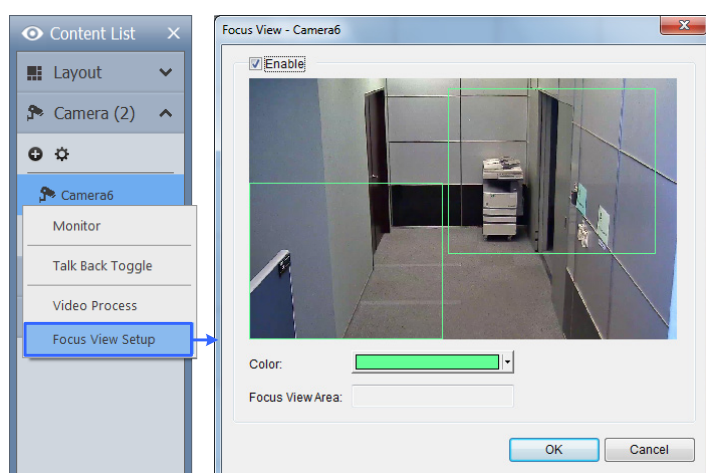 Content List
Layout
Camera (2)
Camera6
Monitor
Talk Back Toggle
Video Process
Focus View Setup
Focus View - Camera6
Enable
Color:
Focus View Area:
OK
Cancel